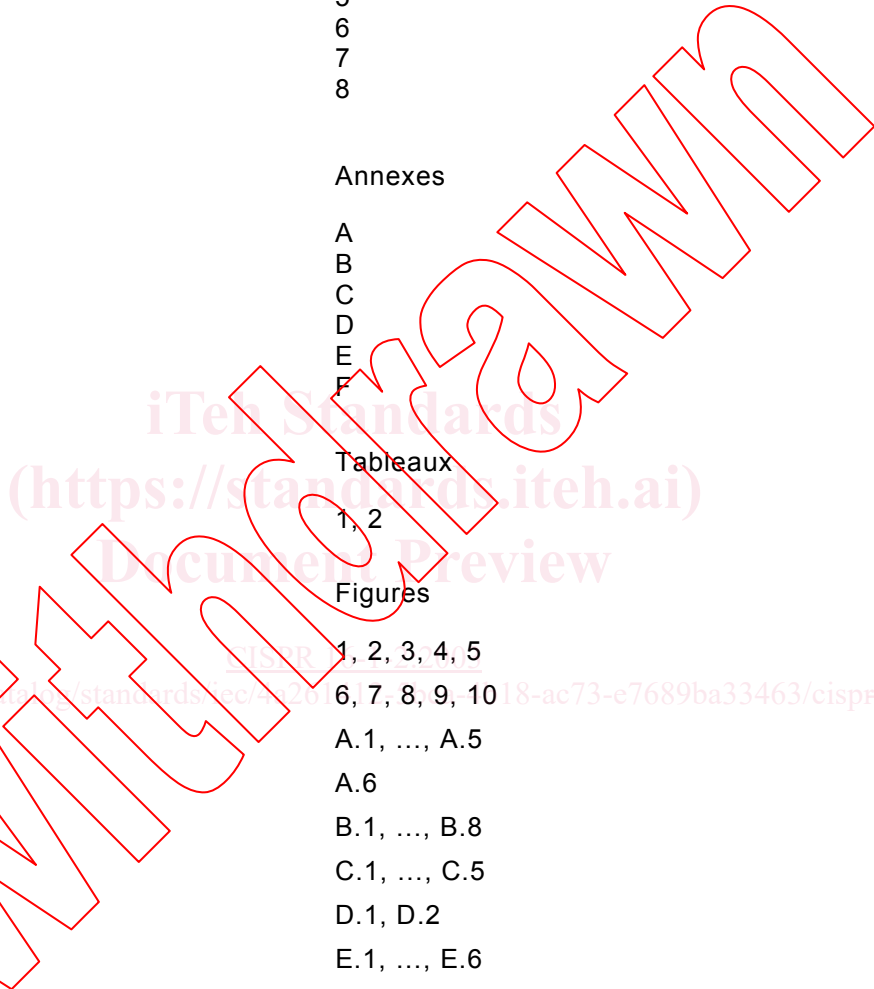 6
7
8
Annexes
A
B
C
D
E
F
iTeh Standards
Tableaux
(https://standards.iteh.ai)
1, 2
Document Preview
Figures
1, 2, 3, 4, 5
6, 7, 8, 9, 10
A.1, ..., A.5
A.6
B.1, ..., B.8
C.1, ..., C.5
D.1, D.2
E.1, ..., E.6
withdrawn